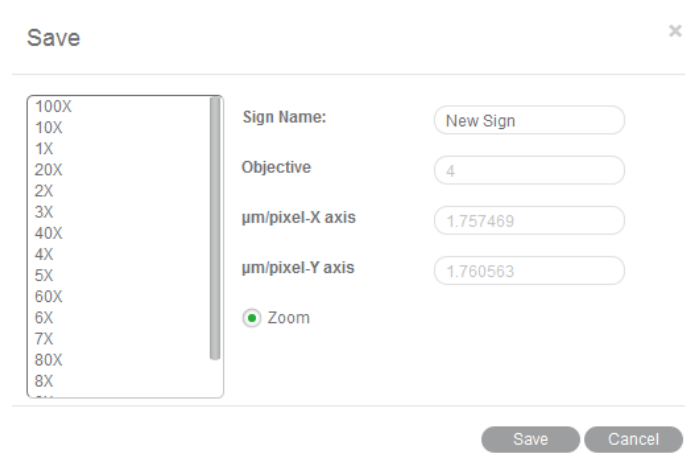 Save
×
100X
10X
1X
20X
2X
3X
40X
4X
5X
60X
6X
7X
80X
8X
Sign Name:
New Sign
Objective
4
µm/pixel-X axis
1.757469
µm/pixel-Y axis
1.760563
Zoom
Save
Cancel